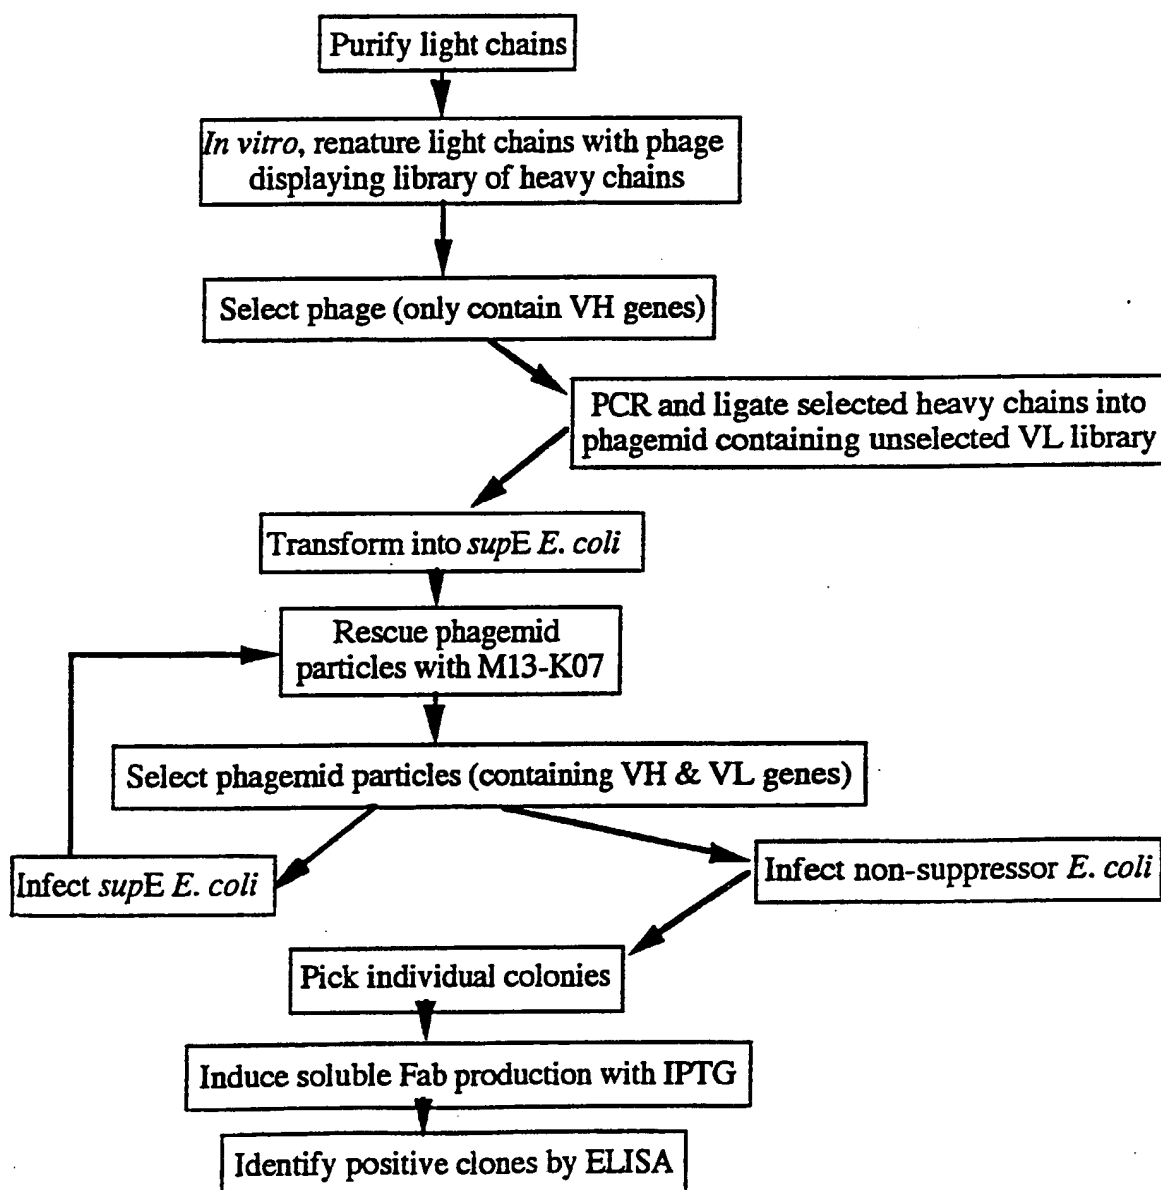 Purify light chains
In vitro, renature light chains with phage
displaying library of heavy chains
Select phage (only contain VH genes)
PCR and ligate selected heavy chains into
phagemid containing unselected VL library
Transform into supE E. coli
Rescue phagemid
particles with M13-K07
Select phagemid particles (containing VH & VL genes)
Infect supE E. coli
Infect non-suppressor E. coli
Pick individual colonies
Induce soluble Fab production with IPTG
Identify positive clones by ELISA